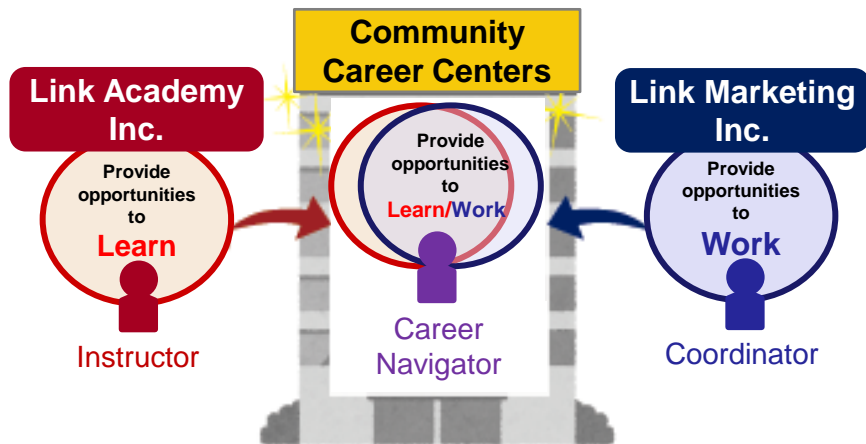 Community
Career Centers
Link Academy
Inc.
Provide
opportunities
to
Learn
Instructor
Provide
opportunities
to
Learn/Work
Career
Navigator
Link Marketing
Inc.
Provide
opportunities
to
Work
Coordinator